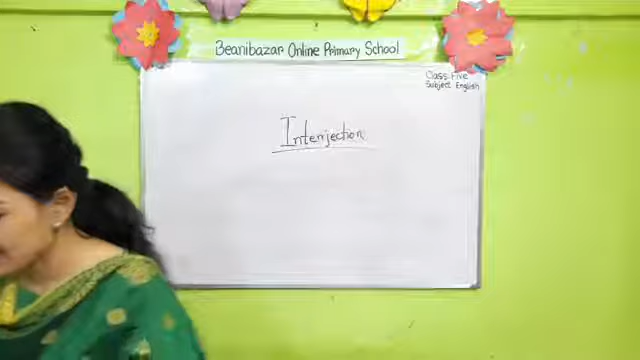 Beanibazar Online Primary School
Class: Five
Subject: English
Interjection